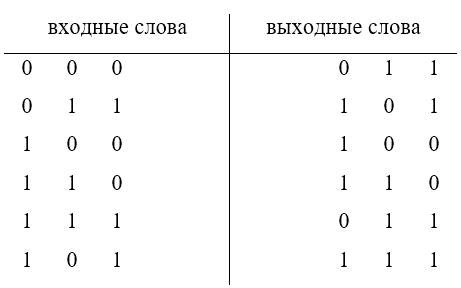 входные слова выходные слова
0 0 0 0 1 1
0 1 1 1 0 1
1 0 0 1 0 0
1 1 0 1 1 0
1 1 1 0 1 1
1 0 1 1 1 1